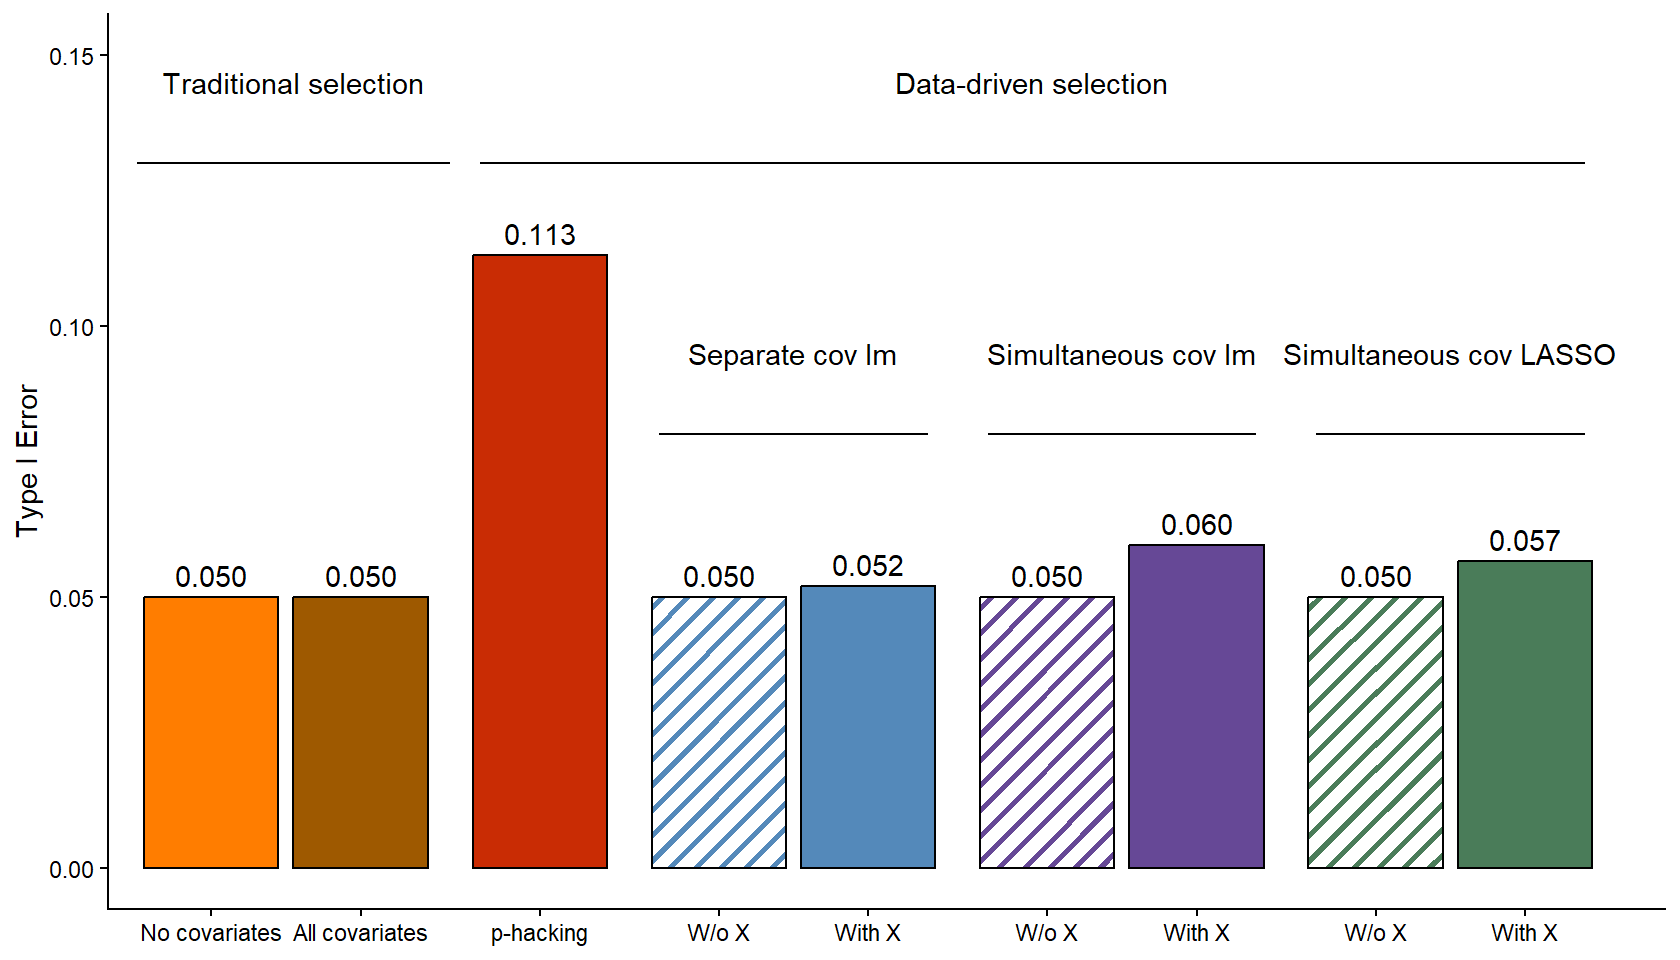 0.15
Traditional selection
Data-driven selection
0.113
0.10
Separate cov lm
Simultaneous cov lm
Simultaneous cov LASSO
Type I Error
0.050
0.050
0.050
0.052
0.050
0.060
0.050
0.057
0.05
0.00
No covariates
All covariates
p-hacking
W/o X
With X
W/o X
With X
W/o X
With X